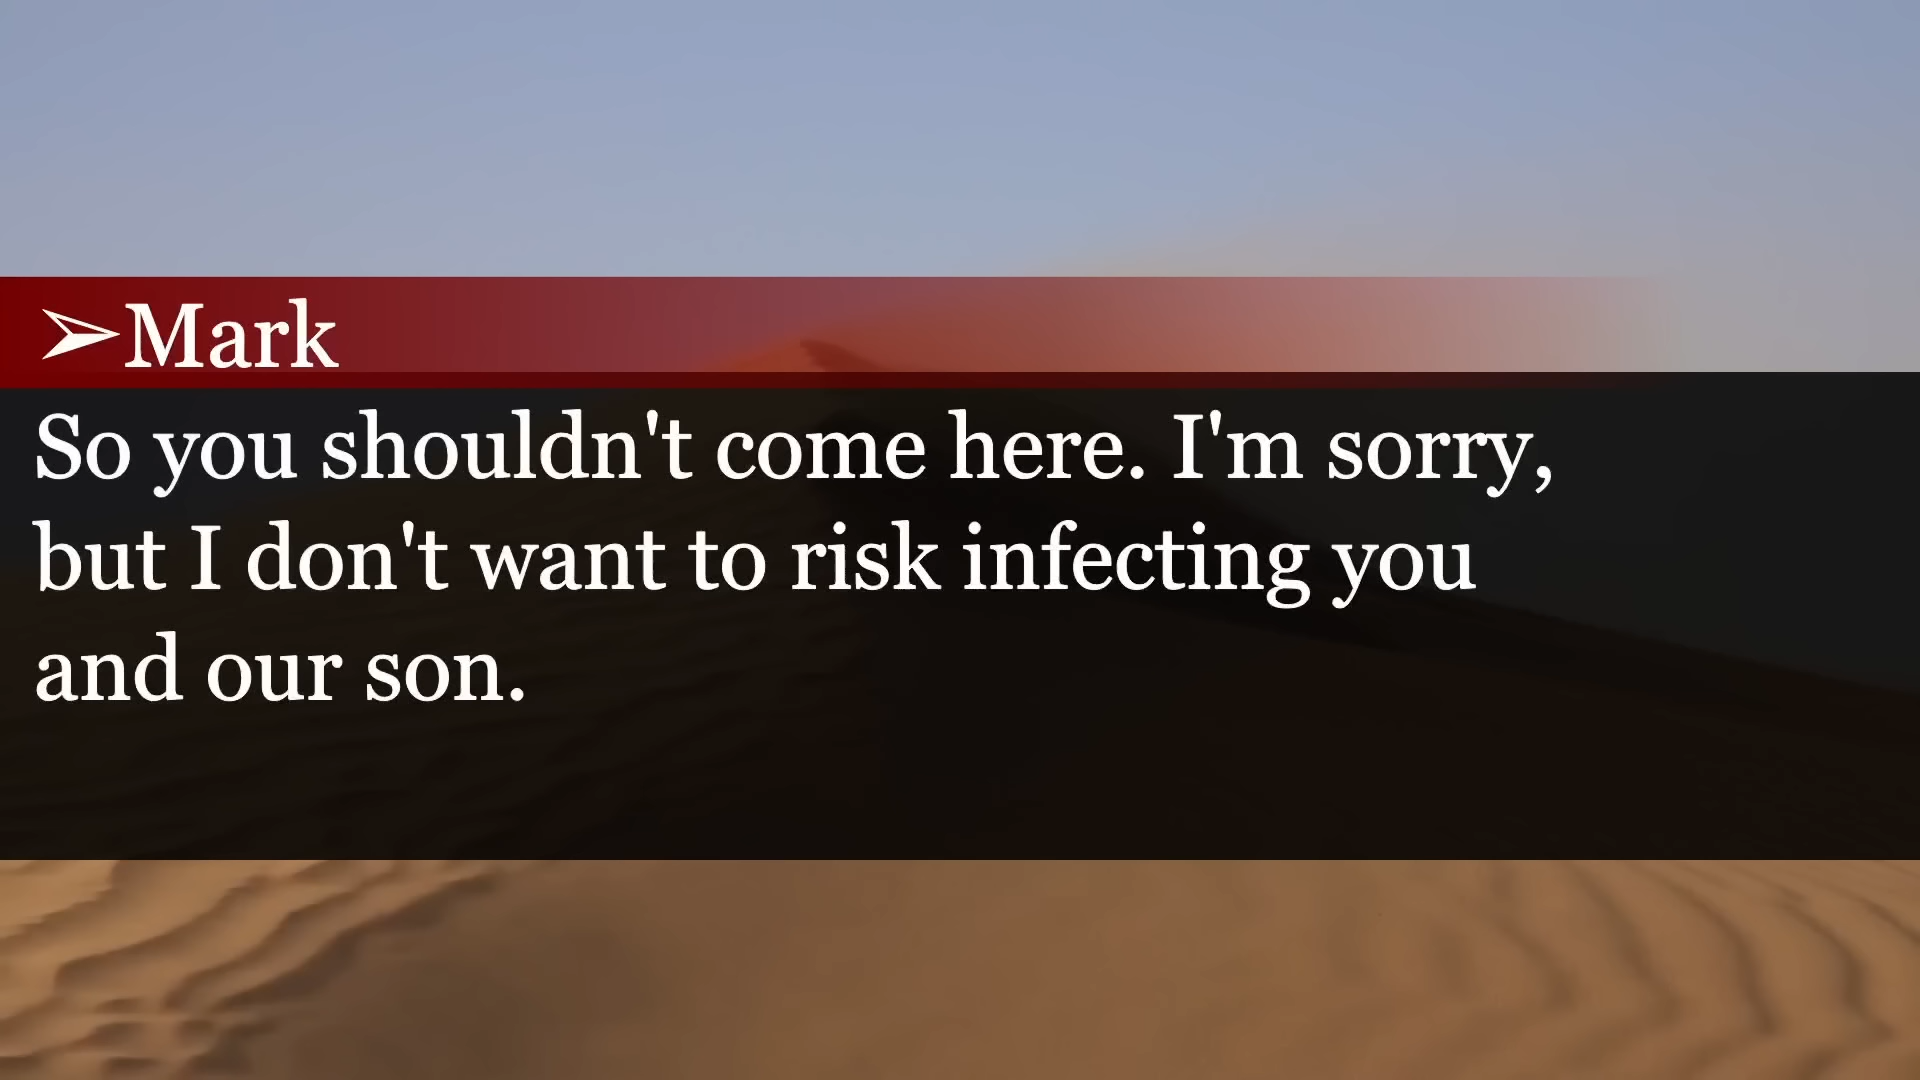 ➢Mark
So you shouldn't come here. I'm sorry,
but I don't want to risk infecting you
and our son.